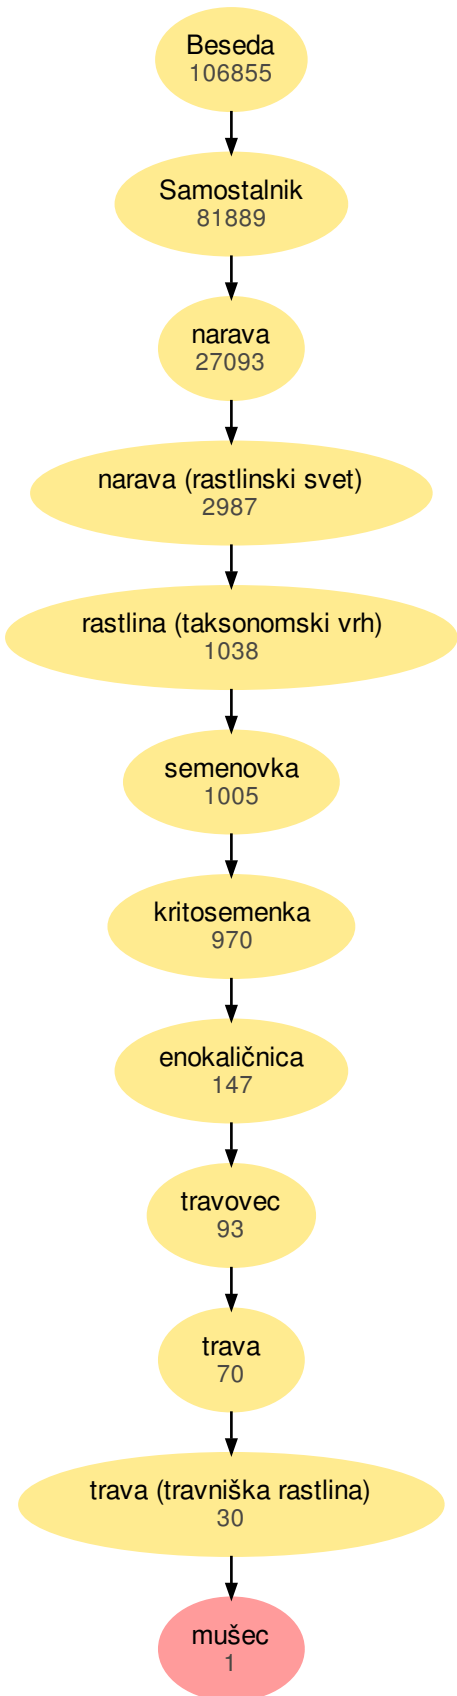 Beseda
106855
Samostalnik
81889
narava
27093
narava (rastlinski svet)
2987
rastlina (taksonomski vrh)
1038
semenovka
1005
kritosemenka
970
enokaličnica
147
travovec
93
trava
70
trava (travniška rastlina)
30
mušec
1